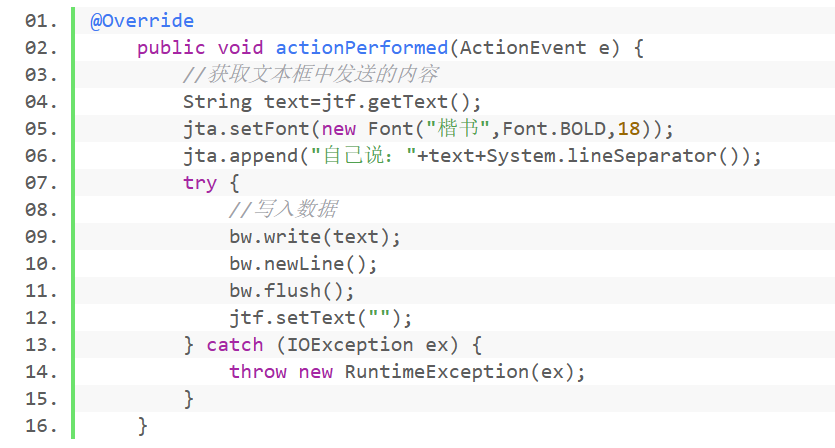 01. @Override
02.     public void actionPerformed(ActionEvent e) {
03.         //获取文本框中发送的内容
04.         String text=jtf.getText();
05.         jta.setFont(new Font("楷书",Font.BOLD,18));
06.         jta.append("自己说："+text+System.lineSeparator());
07.         try {
08.             //写入数据
09.             bw.write(text);
10.             bw.newLine();
11.             bw.flush();
12.             jtf.setText("");
13.         } catch (IOException ex) {
14.             throw new RuntimeException(ex);
15.         }
16.     }